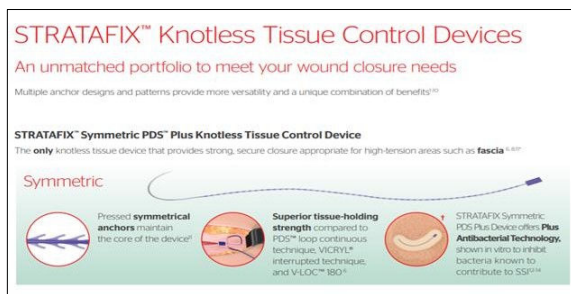 STRATAFIX™ Knotless Tissue Control Devices
An unmatched portfolio to meet your wound closure needs
Multiple anchor designs and patterns provide more versatility and a unique combination of benefits
STRATAFIX™ Symmetric PDS™ Plus Knotless Tissue Control Device
The only knotless tissue device that provides strong, secure closure appropriate for high-tension areas such as fascia
Symmetric
Pressed symmetrical
anchors maintain
the core of the device
Superior tissue-holding
strength compared to
PDS™ loop continuous
technique, VICRYL®
interrupted technique,
and V-LOC™ 180
†
STRATAFIX Symmetric
PDS Plus Device offers Plus
Antibacterial Technology,
shown in vitro to inhibit
bacteria known to
contribute to SSI